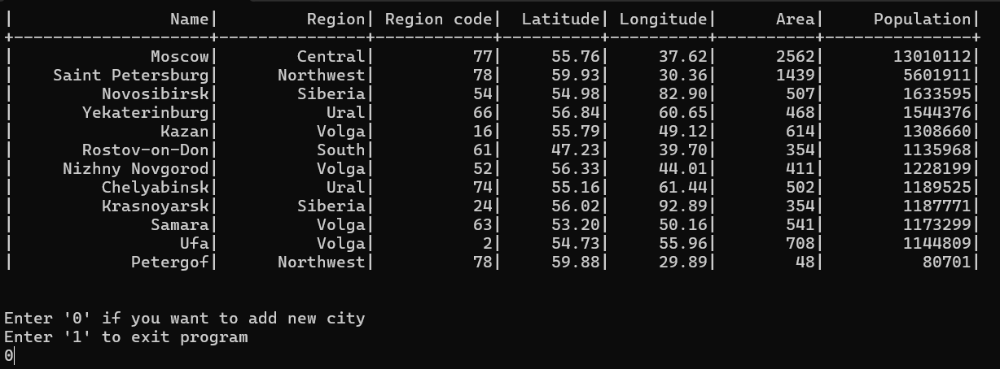 |                Name|         Region| Region code|  Latitude| Longitude|      Area|     Population|
+--------------------+---------------+------------+----------+----------+----------+---------------+
|              Moscow|        Central|          77|     55.76|     37.62|      2562|       13010112|
|    Saint Petersburg|      Northwest|          78|     59.93|     30.36|      1439|        5601911|
|         Novosibirsk|        Siberia|          54|     54.98|     82.90|       507|        1633595|
|       Yekaterinburg|           Ural|          66|     56.84|     60.65|       468|        1544376|
|               Kazan|          Volga|          16|     55.79|     49.12|       614|        1308660|
|       Rostov-on-Don|          South|          61|     47.23|     39.70|       354|        1135968|
|     Nizhny Novgorod|          Volga|          52|     56.33|     44.01|       411|        1228199|
|         Chelyabinsk|           Ural|          74|     55.16|     61.44|       502|        1189525|
|         Krasnoyarsk|        Siberia|          24|     56.02|     92.89|       354|        1187771|
|              Samara|          Volga|          63|     53.20|     50.16|       541|        1173299|
|                 Ufa|          Volga|           2|     54.73|     55.96|       708|        1144809|
|            Petergof|      Northwest|          78|     59.88|     29.89|        48|          80701|
Enter '0' if you want to add new city
Enter '1' to exit program
0